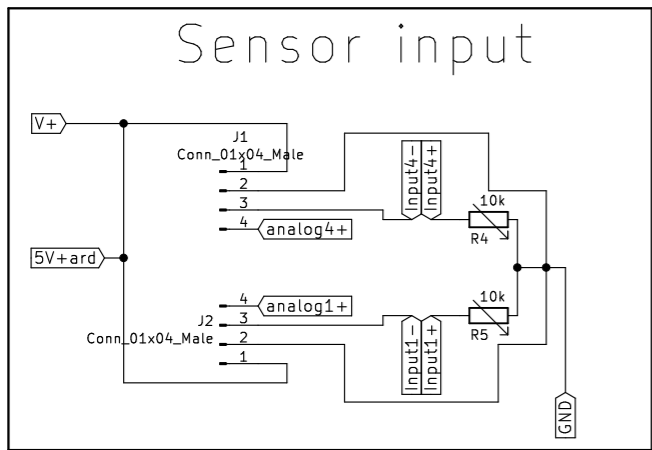 Sensor input
V+
J1
Conn_01x04_Male
1
2
3
4
analog4+
Input4-
Input4+
10k
R4
5V+ard
4
analog1+
J2
3
Conn_01x04_Male
2
1
Input1-
Input1+
10k
R5
GND